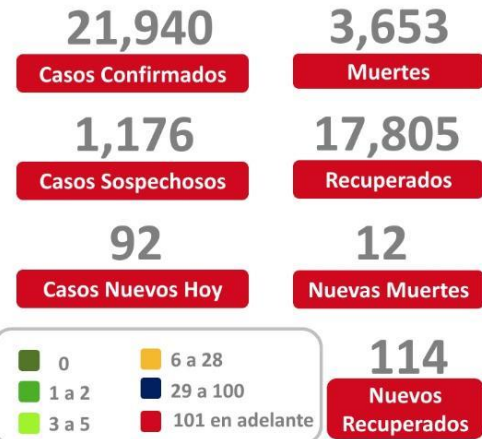 21,940
Casos Confirmados
3,653
Muertes
1,176
Casos Sospechosos
17,805
Recuperados
92
Casos Nuevos Hoy
12
Nuevas Muertes
0
1 a 2
3 a 5
6 a 28
29 a 100
101 en adelante
114
Nuevos
Recuperados